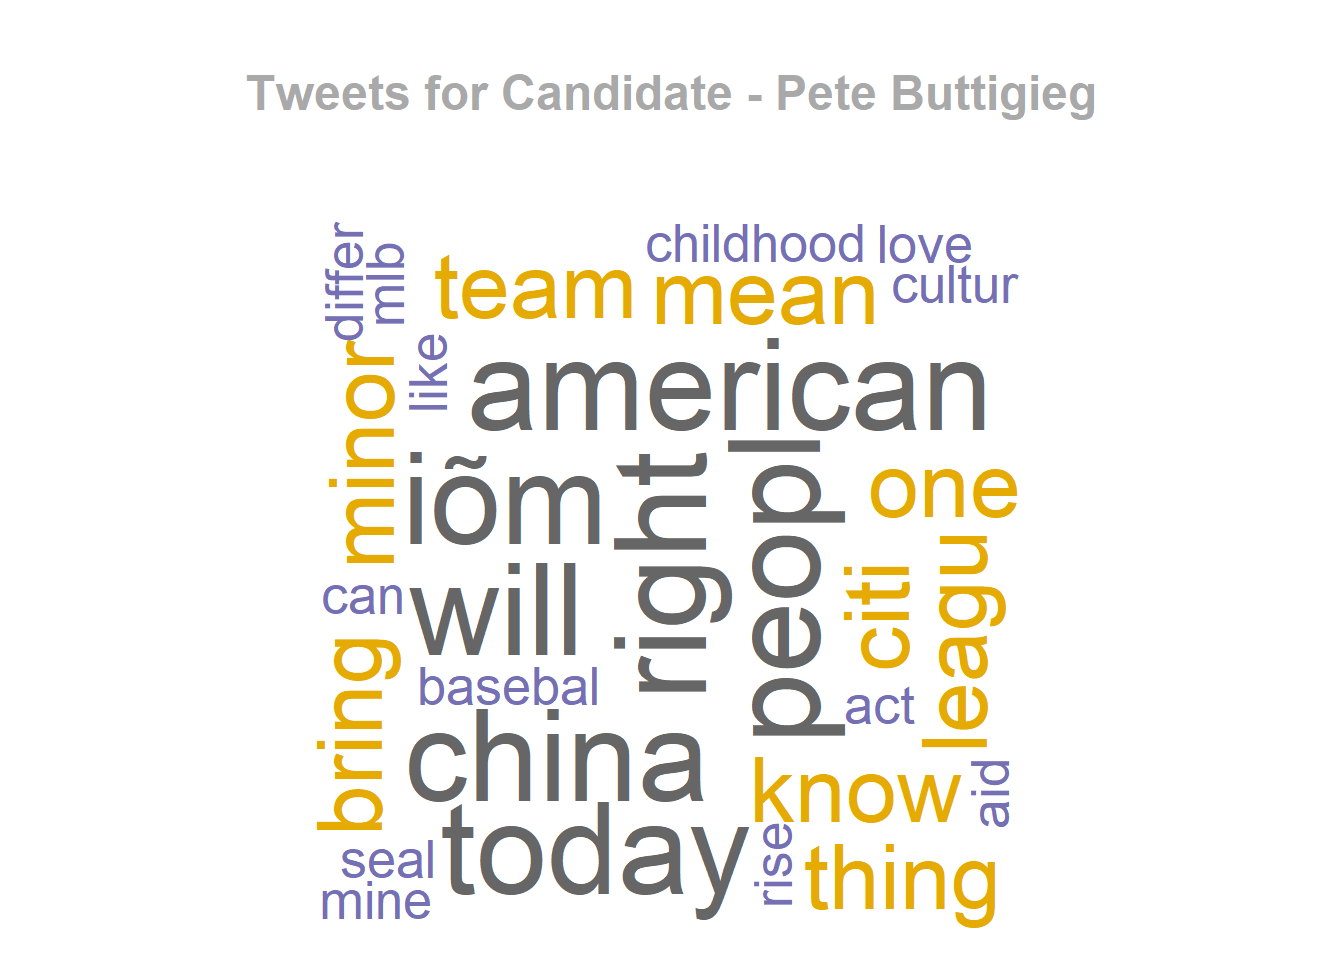 Tweets for Candidate - Pete Buttigieg
differ
mlb
team
childhood
love
mean
cultur
minor
like
american
iõm
right
peopl
one
can
will
citi
leagu
bring
basebal
act
china
know
aid
seal
today
rise
thing
mine